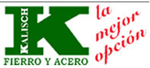 KALISCH
K
FIERRO Y ACERO
la
mejor
opción